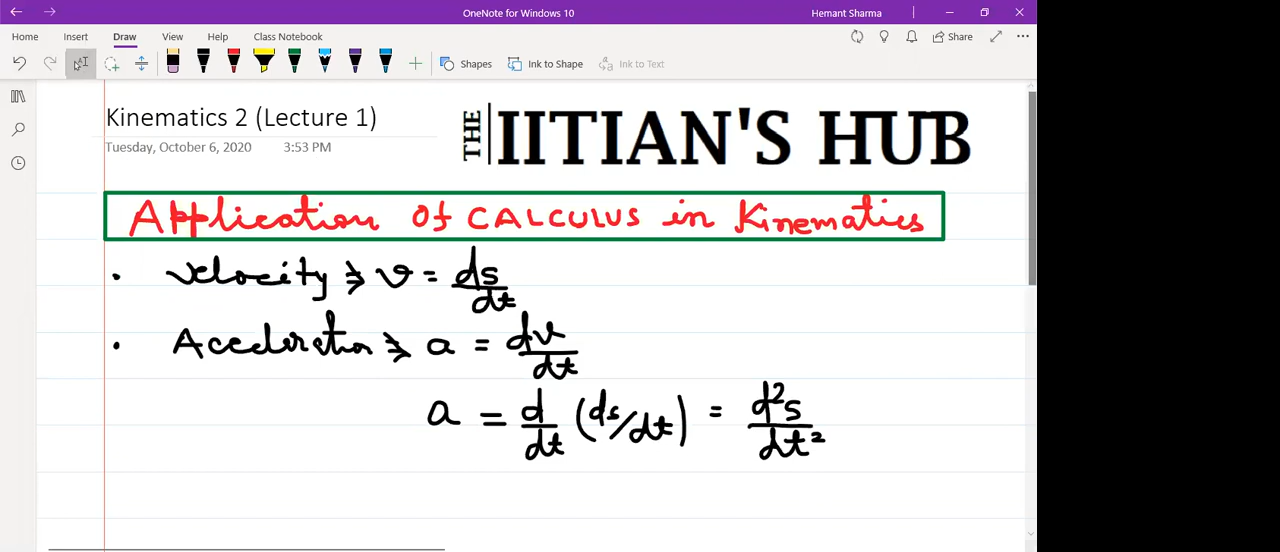 OneNote for Windows 10
Hemant Sharma
Home Insert Draw View Help Class Notebook
Share
Shapes Ink to Shape Ink to Text
Kinematics 2 (Lecture 1)
Tuesday, October 6, 2020 3:53 PM
THE IITIAN'S HUB
Application Of CALCULUS in Kinematics
• Velocity ⇒ v = ds/dt
• Acceleration ⇒ a = dv/dt
a = d/dt (ds/dt) = d²s/dt²